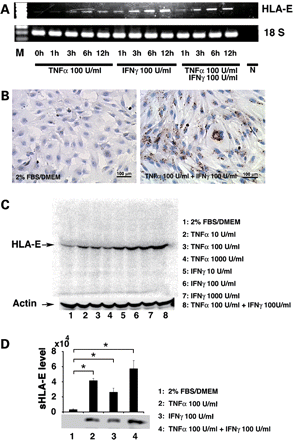 A
HLA-E
18 S
M 0h 1h 3h 6h 12h 1h 3h 6h 12h 1h 3h 6h 12h
TNFα 100 U/ml IFNγ 100 U/ml TNFα 100 U/ml N
IFNγ 100 U/ml
B
100 µm 100 µm
2% FBS/DMEM TNFα 100 U/ml + IFNγ 100 U/ml
C
HLA-E
Actin
1 2 3 4 5 6 7 8
1: 2% FBS/DMEM
2: TNFα 10 U/ml
3: TNFα 100 U/ml
4: TNFα 1000 U/ml
5: IFNγ 10 U/ml
6: IFNγ 100 U/ml
7: IFNγ 1000 U/ml
8: TNFα 100 U/ml + IFNγ 100U/ml
D
x10⁴
sHLA-E level
8
6
4
2
0
* * *
1 2 3 4
1: 2% FBS/DMEM
2: TNFα 100 U/ml
3: IFNγ 100 U/ml
4: TNFα 100 U/ml + IFNγ 100 U/ml